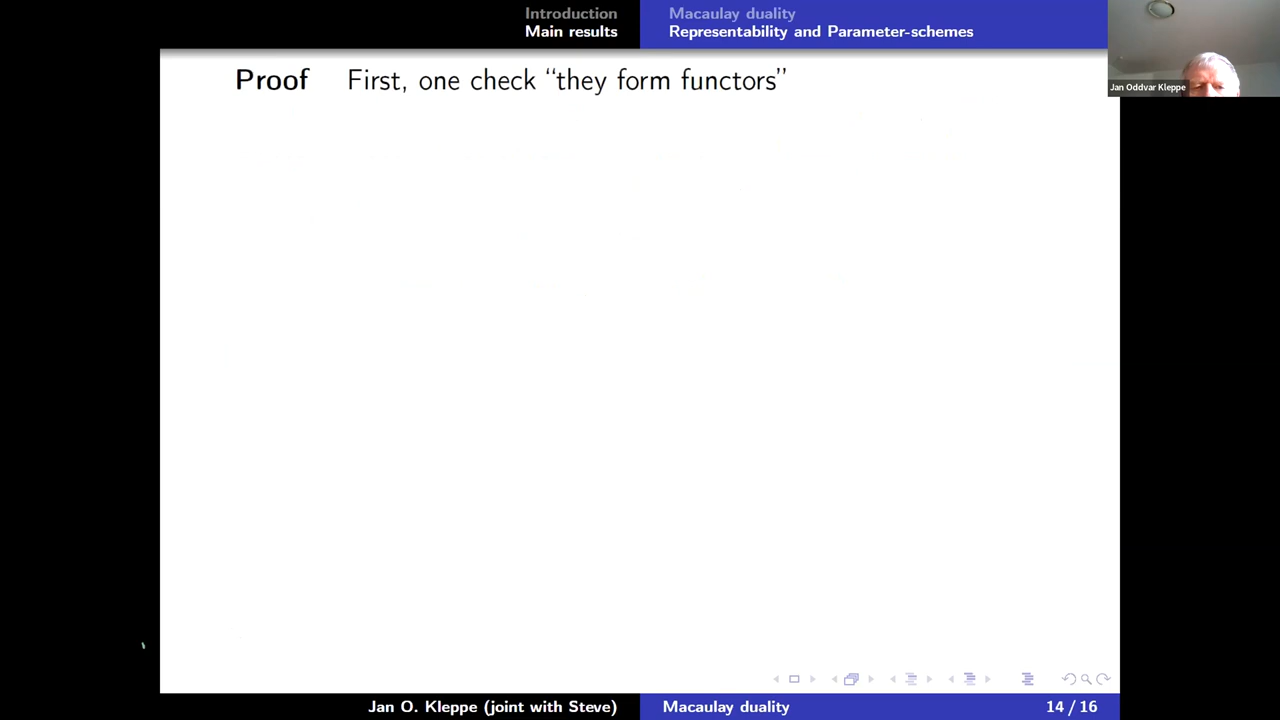 Introduction
Main results
Macaulay duality
Representability and Parameter-schemes
Jan Oddvar Kleppe
Proof First, one check “they form functors”
Jan O. Kleppe (joint with Steve)
Macaulay duality
14 / 16